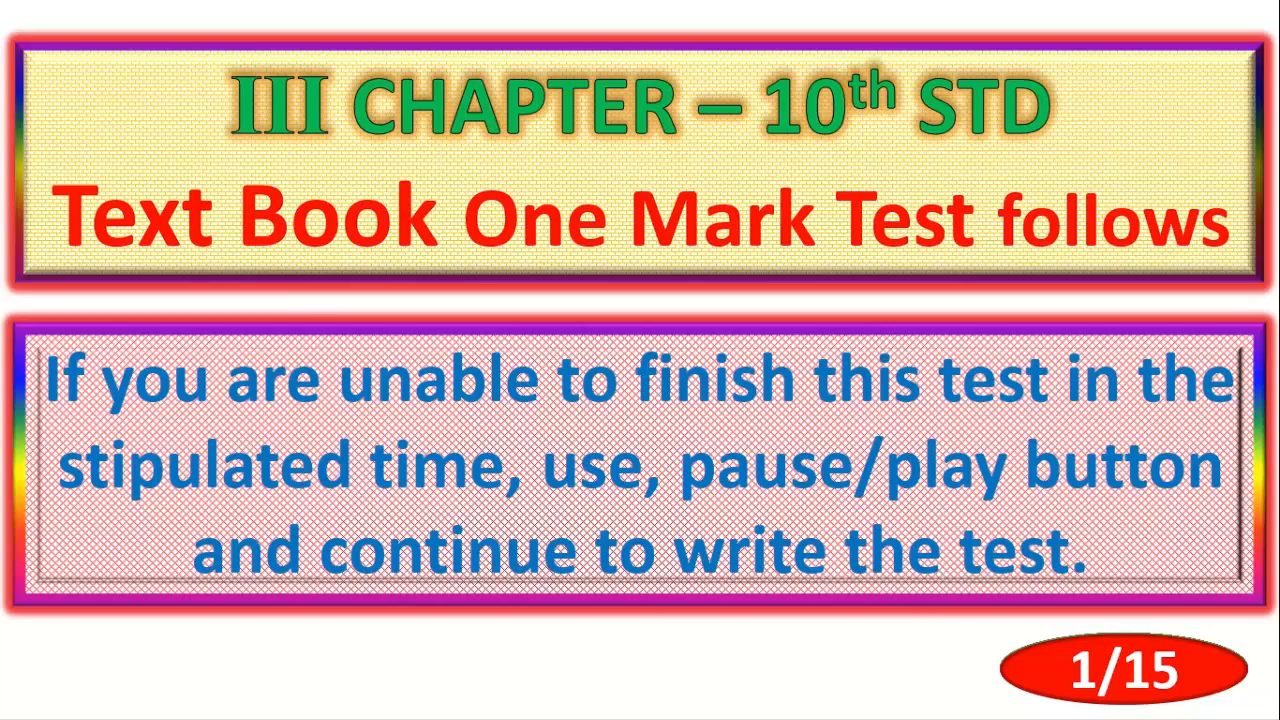 III CHAPTER – 10th STD
Text Book One Mark Test follows
If you are unable to finish this test in the
stipulated time, use, pause/play button
and continue to write the test.
1/15